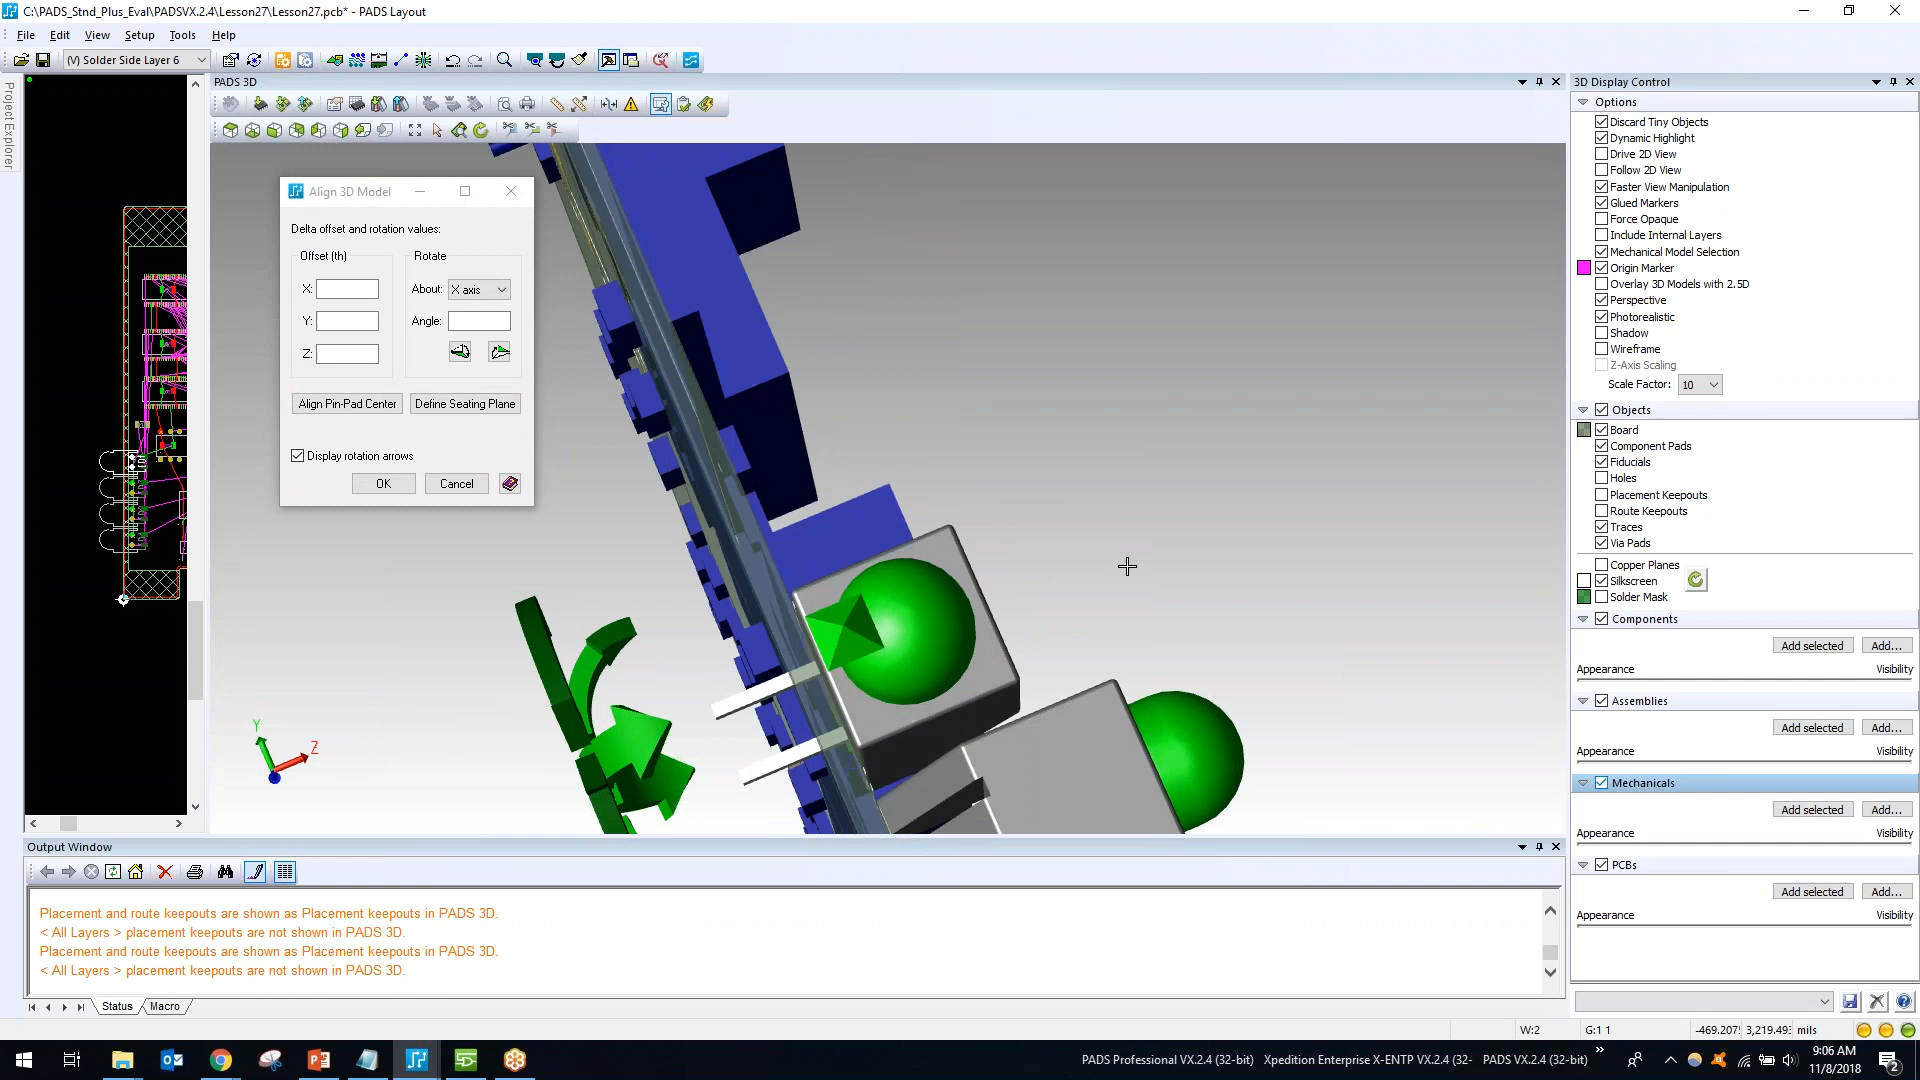 C:\PADS_Stnd_Plus_Eval\PADSVX.2.4\Lesson27\Lesson27.pcb* - PADS Layout
File Edit View Setup Tools Help
(V) Solder Side Layer 6
Project Explorer
PADS 3D
Align 3D Model
Delta offset and rotation values:
Offset (th)
Rotate
X:
About: X axis
Y:
Angle:
Z:
Align Pin-Pad Center
Define Seating Plane
Display rotation arrows
OK
Cancel
Y
Z
3D Display Control
Options
Discard Tiny Objects
Dynamic Highlight
Drive 2D View
Follow 2D View
Faster View Manipulation
Glued Markers
Force Opaque
Include Internal Layers
Mechanical Model Selection
Origin Marker
Overlay 3D Models with 2.5D
Perspective
Photorealistic
Shadow
Wireframe
Z-Axis Scaling
Scale Factor: 10
Objects
Board
Component Pads
Fiducials
Holes
Placement Keepouts
Route Keepouts
Traces
Via Pads
Copper Planes
Silkscreen
Solder Mask
Components
Add selected Add...
Appearance Visibility
Assemblies
Add selected Add...
Appearance Visibility
Mechanicals
Add selected Add...
Appearance Visibility
PCBs
Add selected Add...
Appearance Visibility
Output Window
Placement and route keepouts are shown as Placement keepouts in PADS 3D.
< All Layers > placement keepouts are not shown in PADS 3D.
Placement and route keepouts are shown as Placement keepouts in PADS 3D.
< All Layers > placement keepouts are not shown in PADS 3D.
Status Macro
W:2 G:1 1 3,219.493 mils
PADS Professional VX.2.4 (32-bit) Xpedition Enterprise X-ENTP VX.2.4 (32- PADS VX.2.4 (32-bit)
9:06 AM
11/8/2018
2